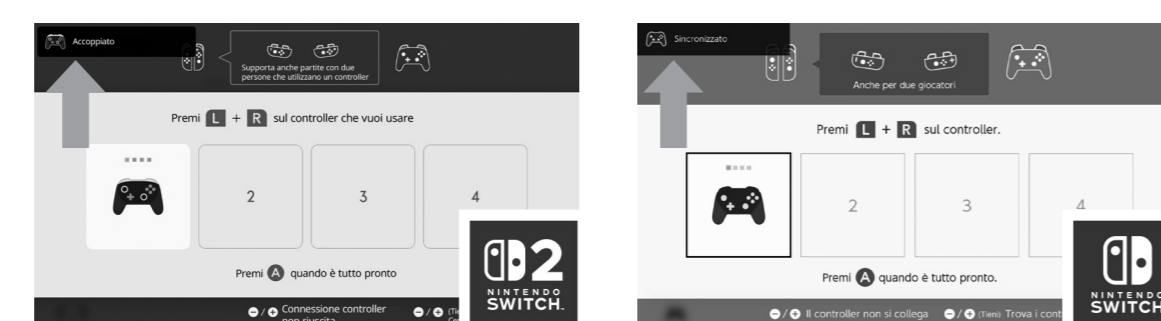 Accoppiato
Supporta anche partite con due
persone che utilizzano un controller
Premi L + R sul controller che vuoi usare
2
3
4
Premi A quando è tutto pronto
Connessione controller
non riuscita
2
NINTENDO
SWITCH™
Sincronizzato
Anche per due giocatori
Premi L + R sul controller.
2
3
4
Premi A quando è tutto pronto.
Il controller non si collega
(Tieni) Trova i cont
NINTENDO
SWITCH